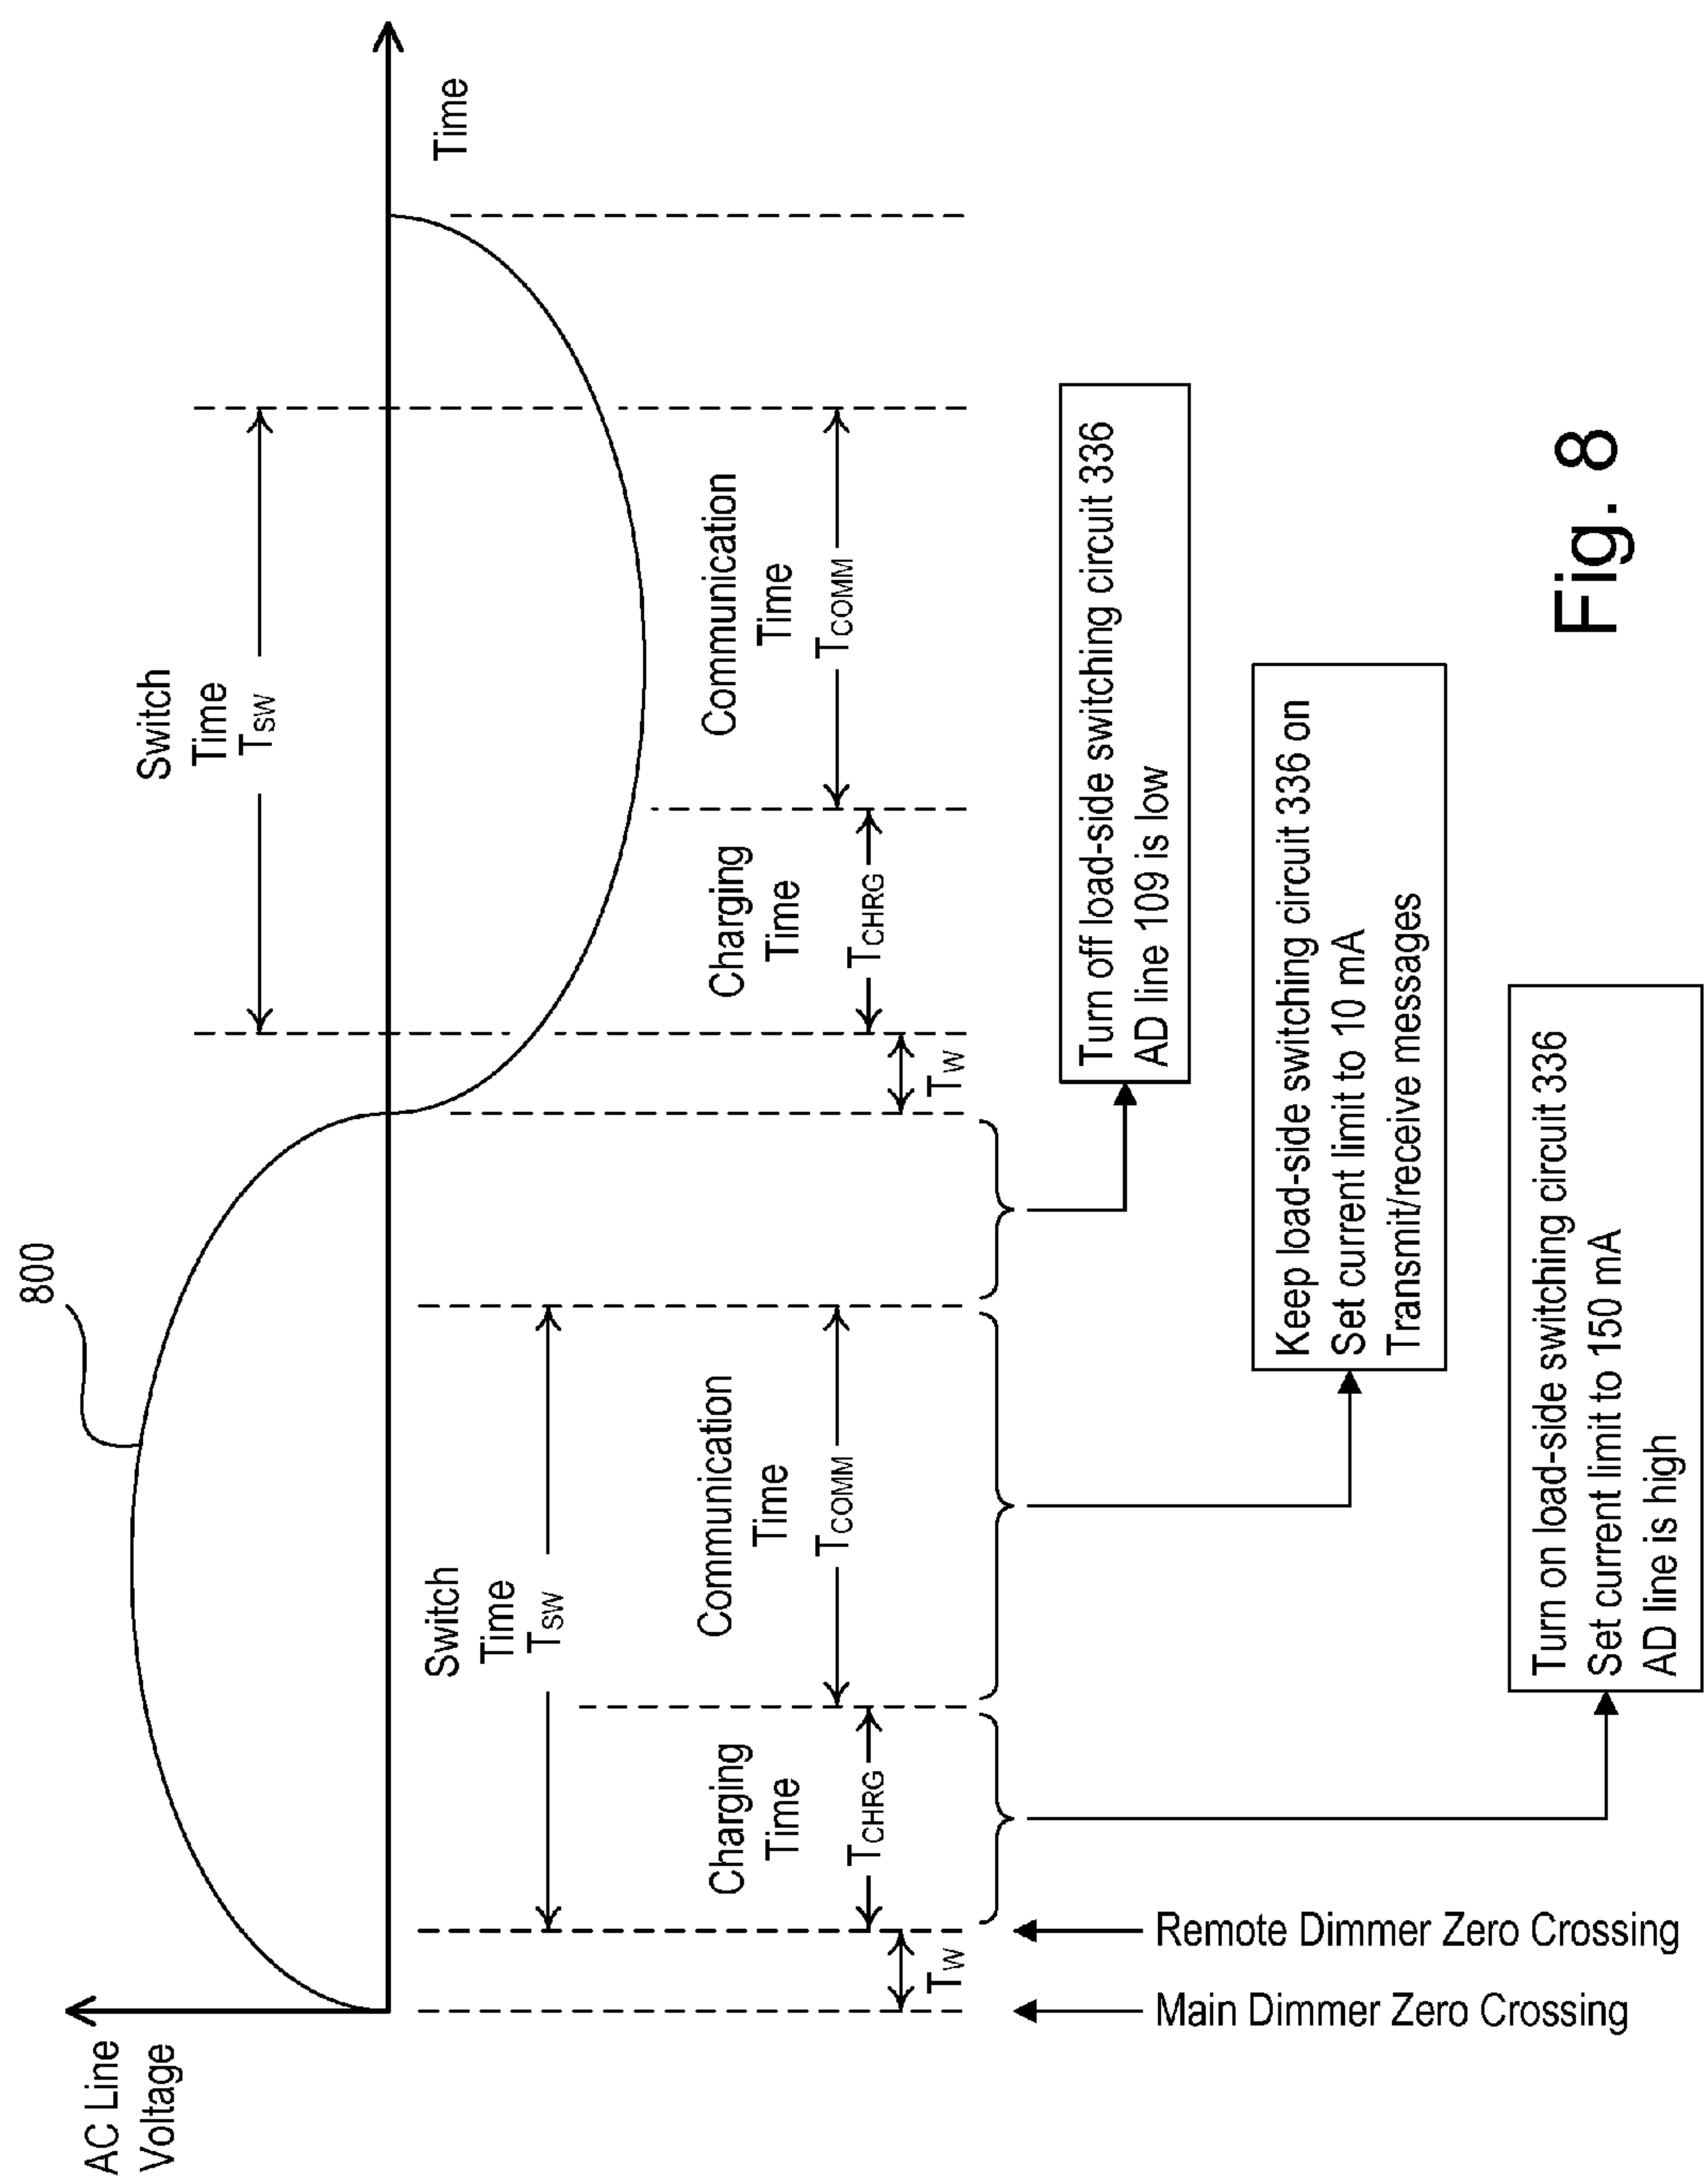 800
AC Line
Voltage
Time
Switch
Time
TSW
Switch
Time
TSW
Charging
Time
TCHRG
Communication
Time
TCOMM
Charging
Time
TCHRG
Communication
Time
TCOMM
TW
TW
Remote Dimmer Zero Crossing
Main Dimmer Zero Crossing
Turn off load-side switching circuit 336
AD line 109 is low
Keep load-side switching circuit 336 on
Set current limit to 10 mA
Transmit/receive messages
Turn on load-side switching circuit 336
Set current limit to 150 mA
AD line is high
Fig. 8